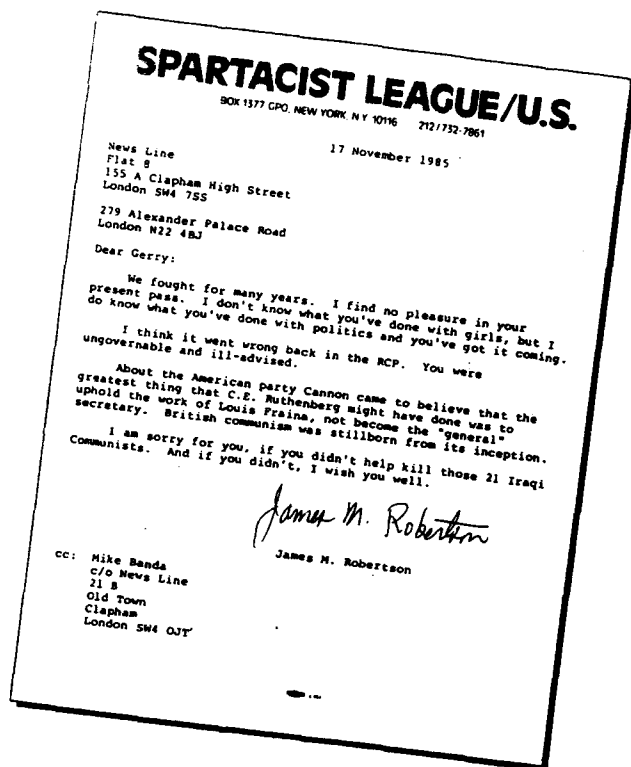 SPARTACIST LEAGUE/U.S.
BOX 1377 GPO, NEW YORK, N.Y. 10116 212/732-7861
17 November 1985
News Line
Flat 8
155 A Clapham High Street
London SW4 7SS
279 Alexander Palace Road
London N22 4BJ
Dear Gerry:
We fought for many years. I find no pleasure in your
present pass. I don't know what you've done with girls, but I
do know what you've done with politics and you've got it coming.
I think it went wrong back in the RCP. You were
ungovernable and ill-advised.
About the American party Cannon came to believe that the
greatest thing that C.E. Ruthenberg might have done was to
uphold the work of Louis Fraina, not become the "general"
secretary. British communism was stillborn from its inception.
I am sorry for you, if you didn't help kill those 21 Iraqi
Communists. And if you didn't, I wish you well.
James M. Robertson
James M. Robertson
cc: Mike Banda
c/o News Line
21 B
Old Town
Clapham
London SW4 OJT